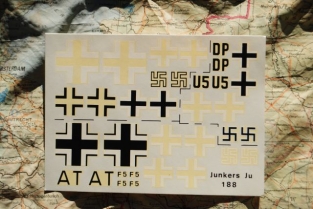 DP
DP
U5 U5
AT AT
F5 F5
F5 F5
Junkers Ju
188